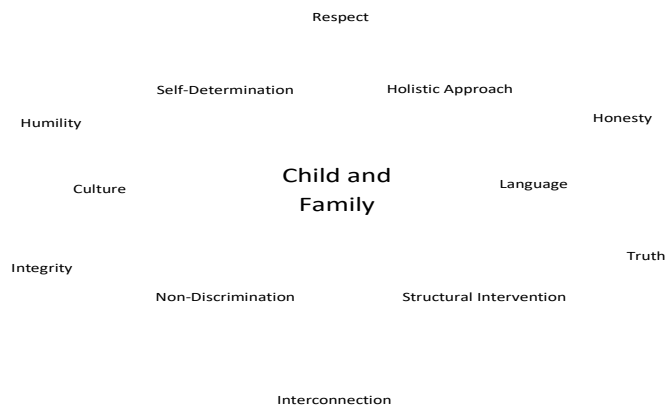 Respect
Self-Determination
Holistic Approach
Humility
Honesty
Child and
Family
Culture
Language
Integrity
Truth
Non-Discrimination
Structural Intervention
Interconnection